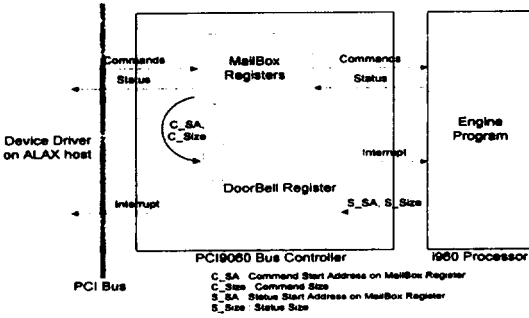 Commands
Status
MailBox
Registers
Commands
Status
C_SA,
C_Size
Engine
Program
Device Driver
on ALAX host
Interrupt
DoorBell Register
Interrupt
S_SA, S_Size
PCI9060 Bus Controller
i960 Processor
PCI Bus
C_SA Command Start Address on MailBox Register
C_Size Command Size
S_SA Status Start Address on MailBox Register
S_Size : Status Size